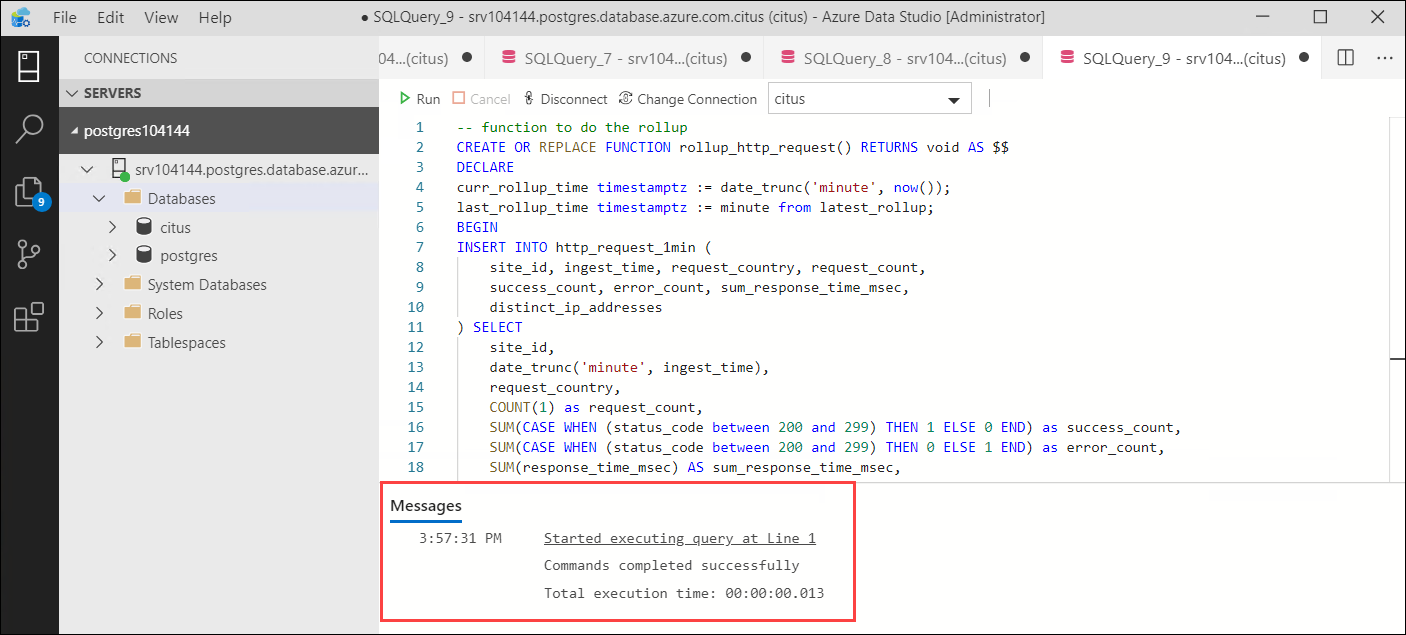 File Edit View Help ● SQLQuery_9 - srv104144.postgres.database.azure.com.citus (citus) - Azure Data Studio [Administrator]
CONNECTIONS
04...(citus) ● SQLQuery_7 - srv104...(citus) ● SQLQuery_8 - srv104...(citus) ● SQLQuery_9 - srv104...(citus) ●
SERVERS
postgres104144
srv104144.postgres.database.azur...
Databases
citus
postgres
System Databases
Roles
Tablespaces
9
Run Cancel Disconnect Change Connection citus
1 -- function to do the rollup
2 CREATE OR REPLACE FUNCTION rollup_http_request() RETURNS void AS $$
3 DECLARE
4 curr_rollup_time timestamptz := date_trunc('minute', now());
5 last_rollup_time timestamptz := minute from latest_rollup;
6 BEGIN
7 INSERT INTO http_request_1min (
8 site_id, ingest_time, request_country, request_count,
9 success_count, error_count, sum_response_time_msec,
10 distinct_ip_addresses
11 ) SELECT
12 site_id,
13 date_trunc('minute', ingest_time),
14 request_country,
15 COUNT(1) as request_count,
16 SUM(CASE WHEN (status_code between 200 and 299) THEN 1 ELSE 0 END) as success_count,
17 SUM(CASE WHEN (status_code between 200 and 299) THEN 0 ELSE 1 END) as error_count,
18 SUM(response_time_msec) AS sum_response_time_msec,
Messages
3:57:31 PM Started executing query at Line 1
Commands completed successfully
Total execution time: 00:00:00.013